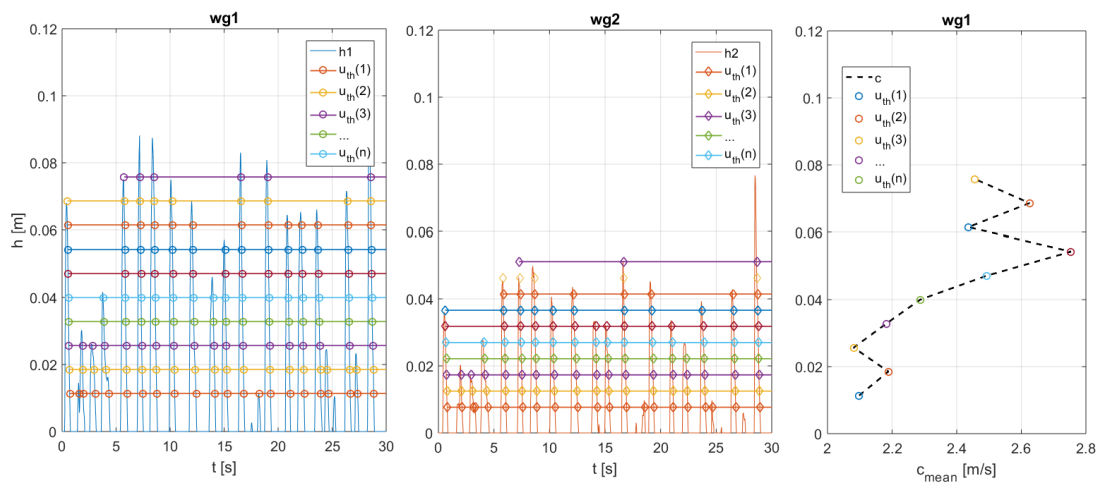 wg1
0.12
0.1
0.08
0.06
0.04
0.02
0
h [m]
0 5 10 15 20 25 30
t [s]
h1
u_th(1)
u_th(2)
u_th(3)
...
u_th(n)
wg2
0.12
0.1
0.08
0.06
0.04
0.02
0
0 5 10 15 20 25 30
t [s]
h2
u_th(1)
u_th(2)
u_th(3)
...
u_th(n)
wg1
0.12
0.1
0.08
0.06
0.04
0.02
0
2 2.2 2.4 2.6 2.8
c_mean [m/s]
c
u_th(1)
u_th(2)
u_th(3)
...
u_th(n)